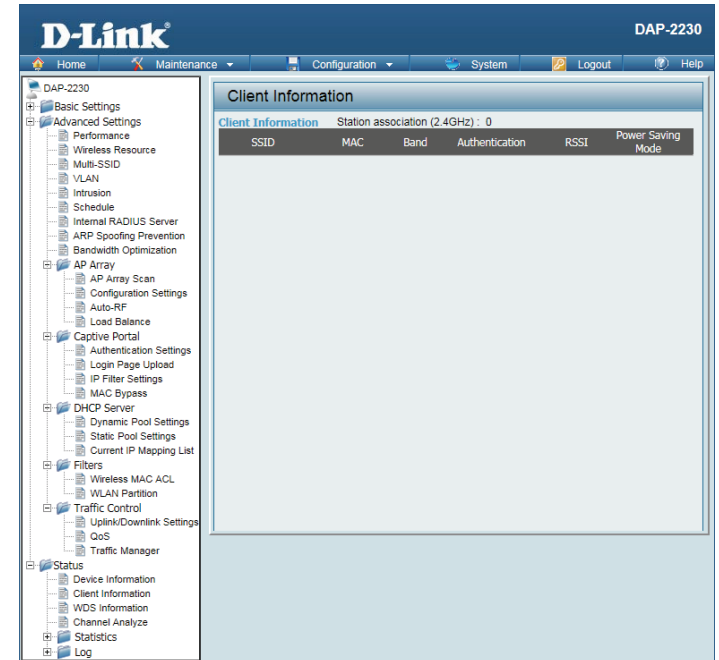 D-Link®
DAP-2230
Home
Maintenance
Configuration
System
Logout
Help
DAP-2230
Basic Settings
Advanced Settings
Performance
Wireless Resource
Multi-SSID
VLAN
Intrusion
Schedule
Internal RADIUS Server
ARP Spoofing Prevention
Bandwidth Optimization
AP Array
AP Array Scan
Configuration Settings
Auto-RF
Load Balance
Captive Portal
Authentication Settings
Login Page Upload
IP Filter Settings
MAC Bypass
DHCP Server
Dynamic Pool Settings
Static Pool Settings
Current IP Mapping List
Filters
Wireless MAC ACL
WLAN Partition
Traffic Control
Uplink/Downlink Settings
QoS
Traffic Manager
Status
Device Information
Client Information
WDS Information
Channel Analyze
Statistics
Log
Client Information
Client Information Station association (2.4GHz) : 0
SSID MAC Band Authentication RSSI Power Saving Mode